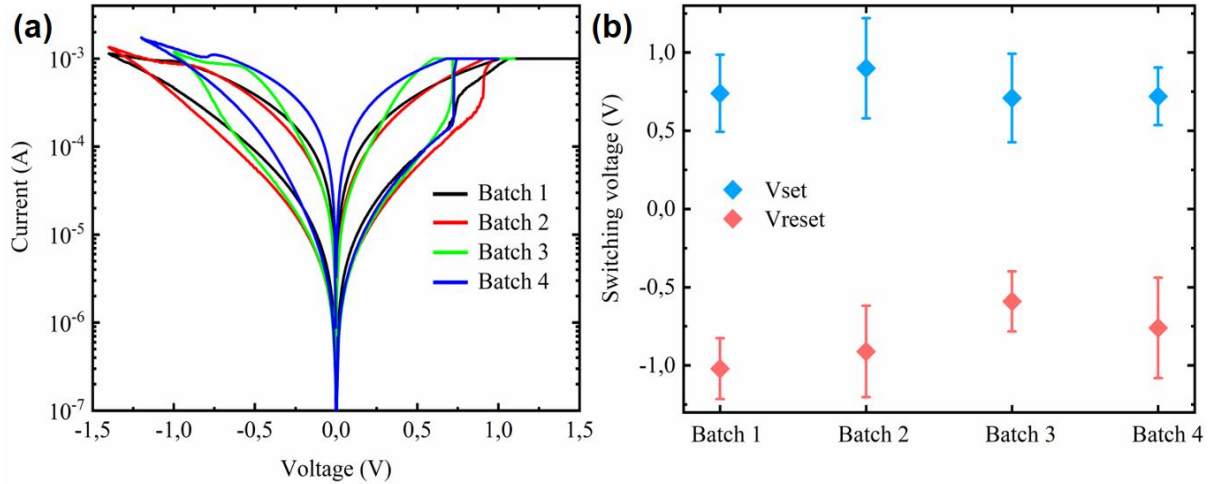 (a)
Current (A)
10⁻³
10⁻⁴
10⁻⁵
10⁻⁶
10⁻⁷
Batch 1
Batch 2
Batch 3
Batch 4
-1,5 -1,0 -0,5 0,0 0,5 1,0 1,5
Voltage (V)
(b)
Switching voltage (V)
1,0
0,5
0,0
-0,5
-1,0
Vset
Vreset
Batch 1 Batch 2 Batch 3 Batch 4